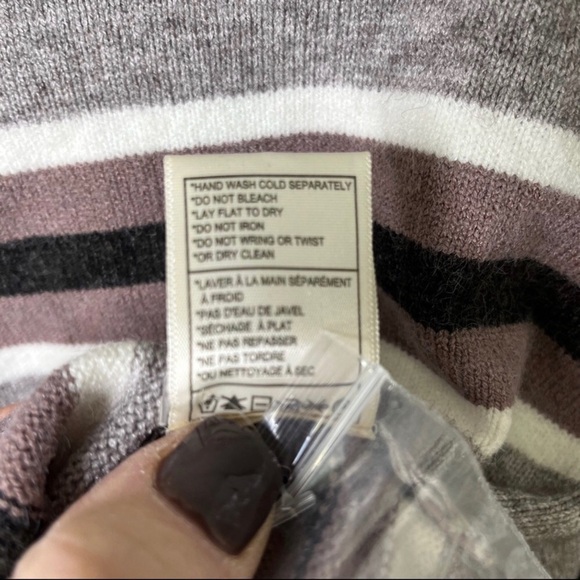 *HAND WASH COLD SEPARATELY
*DO NOT BLEACH
*LAY FLAT TO DRY
*DO NOT IRON
*DO NOT WRING OR TWIST
*OR DRY CLEAN
*LAVER À LA MAIN SÉPARÉMENT
À FROID
*PAS D'EAU DE JAVEL
*SÉCHAGE À PLAT
*NE PAS REPASSER
*NE PAS TORDRE
*OU NETTOYAGE À SEC